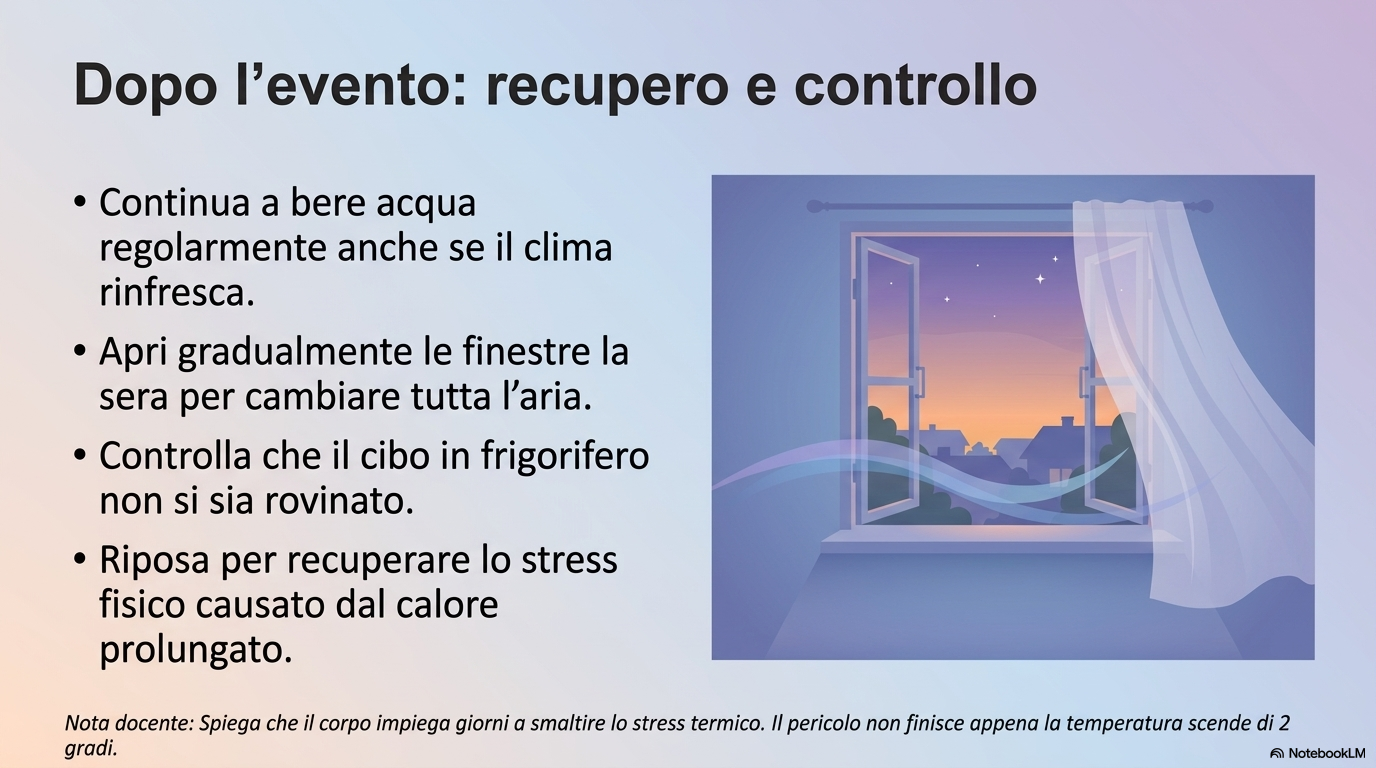 Dopo l’evento: recupero e controllo
• Continua a bere acqua
regolarmente anche se il clima
rinfresca.
• Apri gradualmente le finestre la
sera per cambiare tutta l’aria.
• Controlla che il cibo in frigorifero
non si sia rovinato.
• Riposa per recuperare lo stress
fisico causato dal calore
prolungato.
Nota docente: Spiega che il corpo impiega giorni a smaltire lo stress termico. Il pericolo non finisce appena la temperatura scende di 2
gradi.
NotebookLM